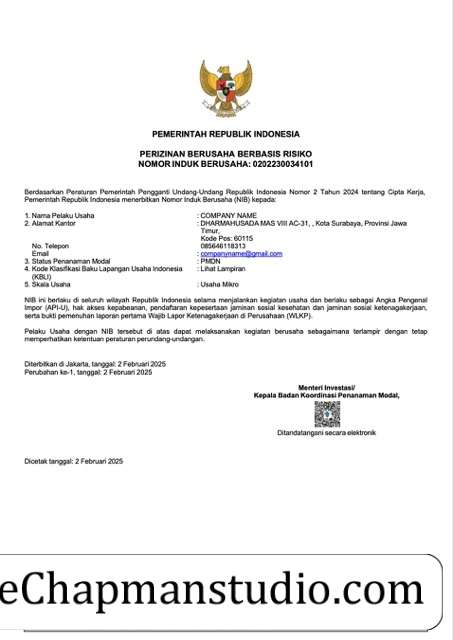 PEMERINTAH REPUBLIK INDONESIA
PERIZINAN BERUSAHA BERBASIS RISIKO
NOMOR INDUK BERUSAHA: 0202230034101
Berdasarkan Peraturan Pemerintah Pengganti Undang-Undang Republik Indonesia Nomor 2 Tahun 2024 tentang Cipta Kerja,
Pemerintah Republik Indonesia menerbitkan Nomor Induk Berusaha (NIB) kepada:
1. Nama Pelaku Usaha : COMPANY NAME
2. Alamat Kantor : DHARMAHUSADA MAS VIII AC-31, , Kota Surabaya, Provinsi Jawa
Timur,
Kode Pos: 60115
No. Telepon 085646118313
Email : companyname@gmail.com
3. Status Penanaman Modal : PMDN
4. Kode Klasifikasi Baku Lapangan Usaha Indonesia : Lihat Lampiran
(KBLI)
5. Skala Usaha : Usaha Mikro
NIB ini berlaku di seluruh wilayah Republik Indonesia selama menjalankan kegiatan usaha dan berlaku sebagai Angka Pengenal
Impor (API-U), hak akses kepabeanan, pendaftaran kepesertaan jaminan sosial kesehatan dan jaminan sosial ketenagakerjaan,
serta bukti pemenuhan laporan pertama Wajib Lapor Ketenagakerjaan di Perusahaan (WLKP).
Pelaku Usaha dengan NIB tersebut di atas dapat melaksanakan kegiatan berusaha sebagaimana terlampir dengan tetap
memperhatikan ketentuan peraturan perundang-undangan.
Diterbitkan di Jakarta, tanggal: 2 Februari 2025
Perubahan ke-1, tanggal: 2 Februari 2025
Menteri Investasi/
Kepala Badan Koordinasi Penanaman Modal,
Ditandatangani secara elektronik
Dicetak tanggal: 2 Februari 2025
eChapmanstudio.com